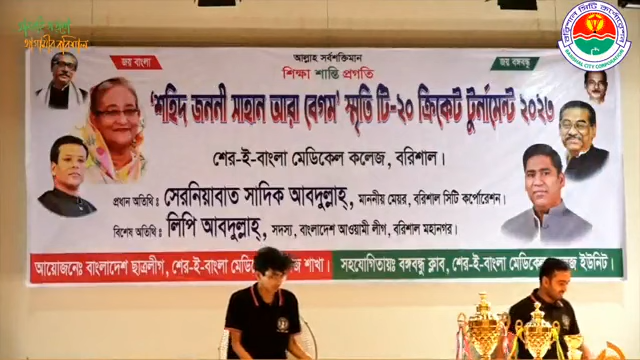 আগামীর বরিশাল
BARISHAL CITY CORPORATION
আল্লাহ সর্বশক্তিমান
জয় বাংলা
জয় বঙ্গবন্ধু
শিক্ষা শান্তি প্রগতি
'শহিদ জননী সাহান আরা বেগম' স্মৃতি টি-২০ ক্রিকেট টুর্নামেন্ট ২০২৩
শের-ই-বাংলা মেডিকেল কলেজ, বরিশাল।
প্রধান অতিথি : সেরনিয়াবাত সাদিক আবদুল্লাহ্, মাননীয় মেয়র, বরিশাল সিটি কর্পোরেশন।
বিশেষ অতিথি : লিপি আবদুল্লাহ্, সদস্য, বাংলাদেশ আওয়ামী লীগ, বরিশাল মহানগর।
আয়োজনেঃ বাংলাদেশ ছাত্রলীগ, শের-ই-বাংলা শাখা।
সহযোগিতায়ঃ বঙ্গবন্ধু ক্লাব, শের-ই-বাংলা ইউনিট।